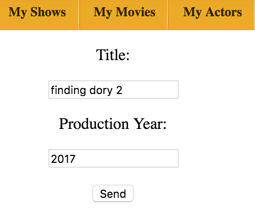 My Shows My Movies My Actors
Title:
finding dory 2
Production Year:
2017
Send